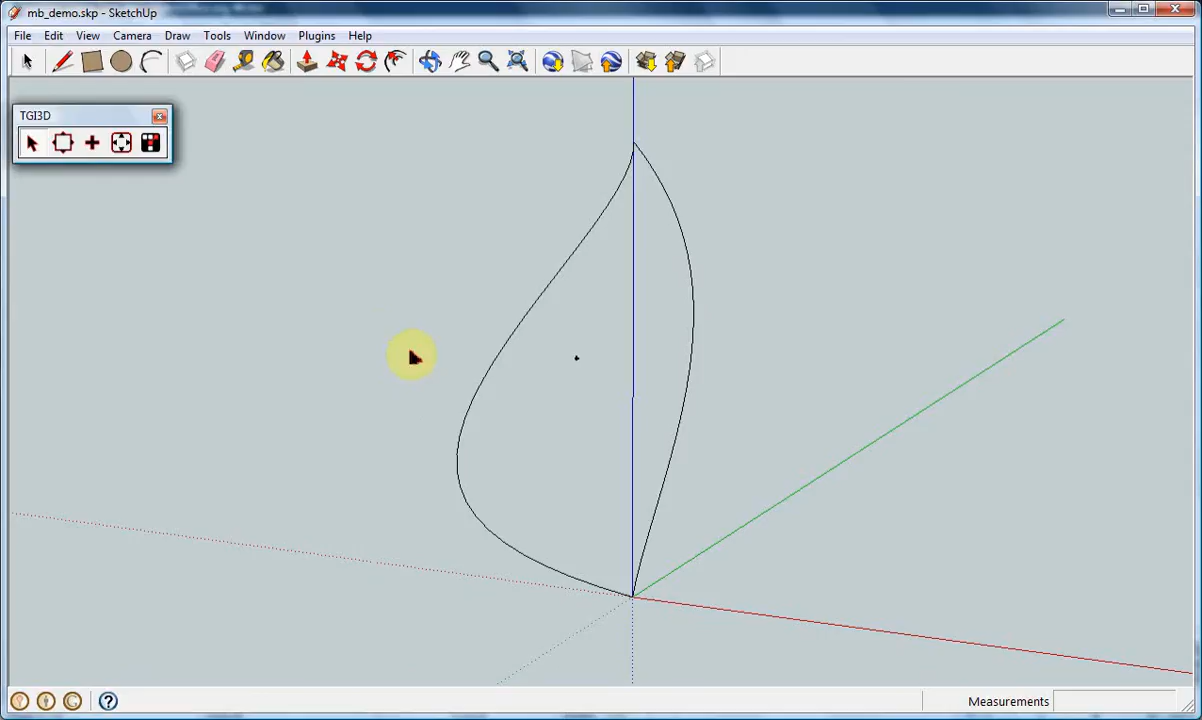 mb_demo.skp - SketchUp
File Edit View Camera Draw Tools Window Plugins Help
TGI3D
Measurements